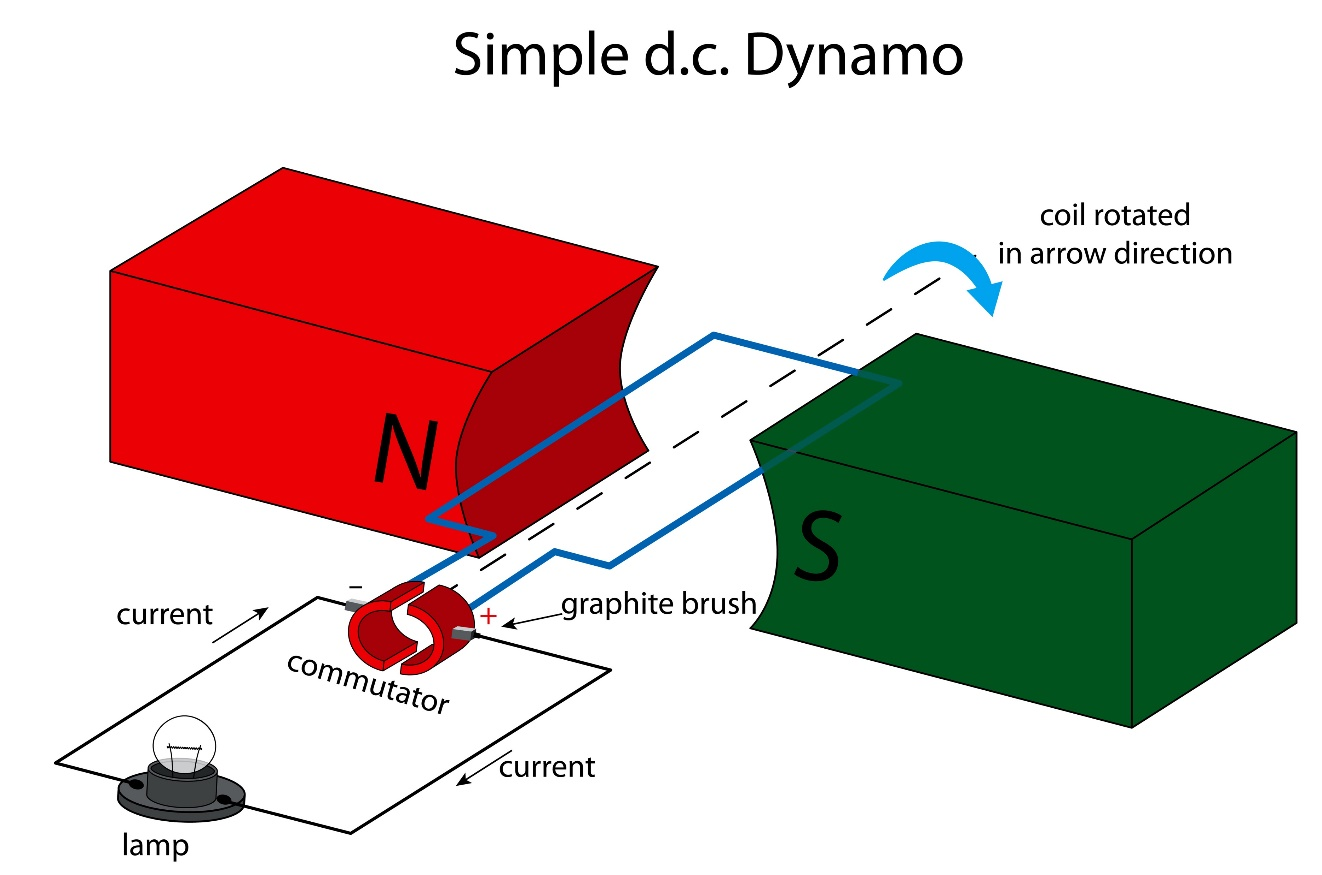 Simple d.c. Dynamo
coil rotated
in arrow direction
N
S
−
+
graphite brush
current
commutator
current
lamp